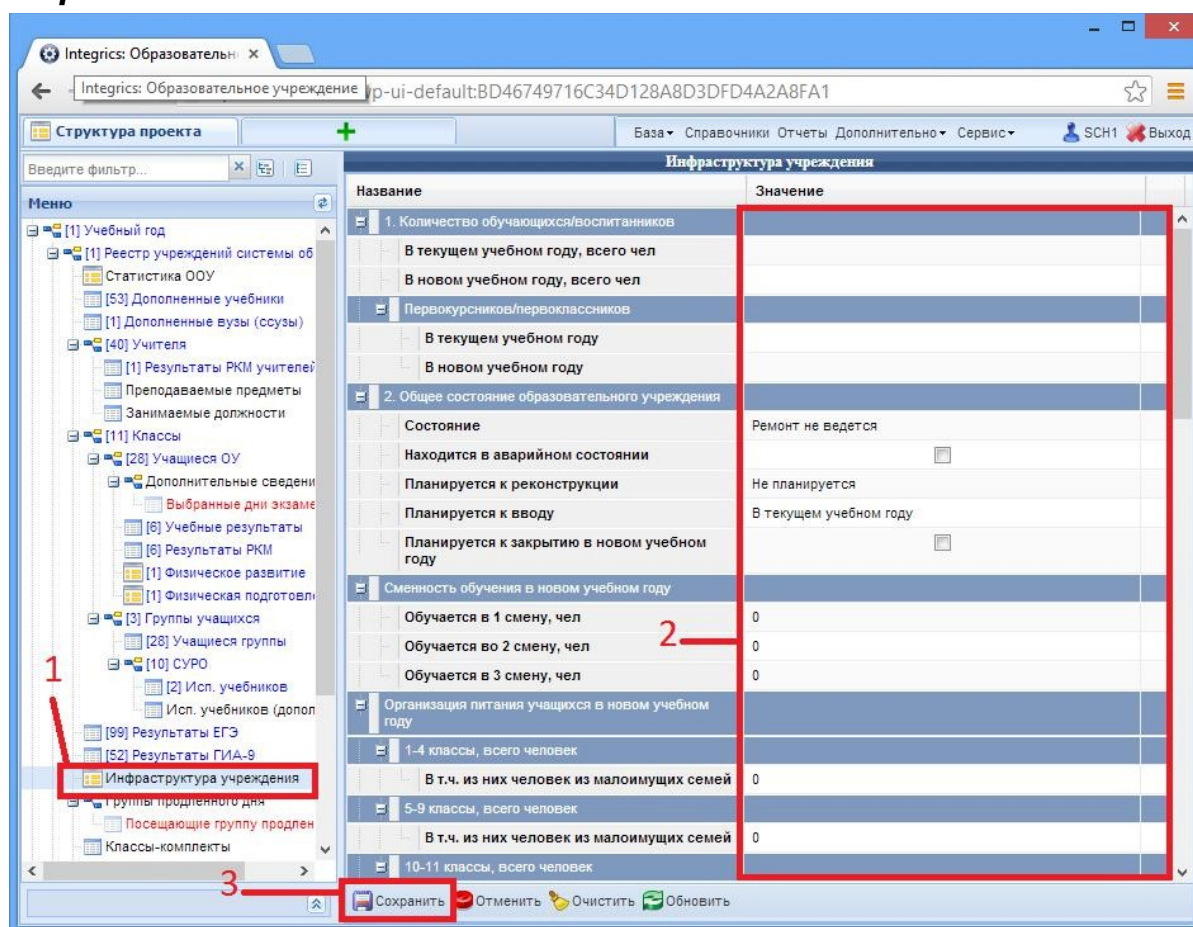 Integrics: Образовательн
Integrics: Образовательное учреждение
p-ui-default:BD46749716C34D128A8D3DFD4A2A8FA1
Структура проекта
База Справочники Отчеты Дополнительно Сервис
SCH1 Выход
Введите фильтр...
Меню
[1] Учебный год
[1] Реестр учреждений системы об
Статистика ООУ
[53] Дополненные учебники
[1] Дополненные вузы (ссузы)
[40] Учителя
[1] Результаты РКМ учителей
Преподаваемые предметы
Занимаемые должности
[11] Классы
[28] Учащиеся ОУ
Дополнительные сведени
Выбранные дни экзаме
[6] Учебные результаты
[6] Результаты РКМ
[1] Физическое развитие
[1] Физическая подготовл
[3] Группы учащихся
[28] Учащиеся группы
[10] СУРО
1
[2] Исп. учебников
Исп. учебников (допол
[99] Результаты ЕГЭ
[52] Результаты ГИА-9
Инфраструктура учреждения
Группы продленного дня
Посещающие группу продлен
Классы-комплекты
Инфраструктура учреждения
Название Значение
1. Количество обучающихся/воспитанников
В текущем учебном году, всего чел
В новом учебном году, всего чел
Первокурсников/первоклассников
В текущем учебном году
В новом учебном году
2. Общее состояние образовательного учреждения
Состояние Ремонт не ведется
Находится в аварийном состоянии
Планируется к реконструкции Не планируется
Планируется к вводу В текущем учебном году
Планируется к закрытию в новом учебном
году
Сменность обучения в новом учебном году
Обучается в 1 смену, чел 0
2
Обучается во 2 смену, чел 0
Обучается в 3 смену, чел 0
Организация питания учащихся в новом учебном
году
1-4 классы, всего человек
В т.ч. из них человек из малоимущих семей 0
5-9 классы, всего человек
В т.ч. из них человек из малоимущих семей 0
10-11 классы, всего человек
3
Сохранить Отменить Очистить Обновить